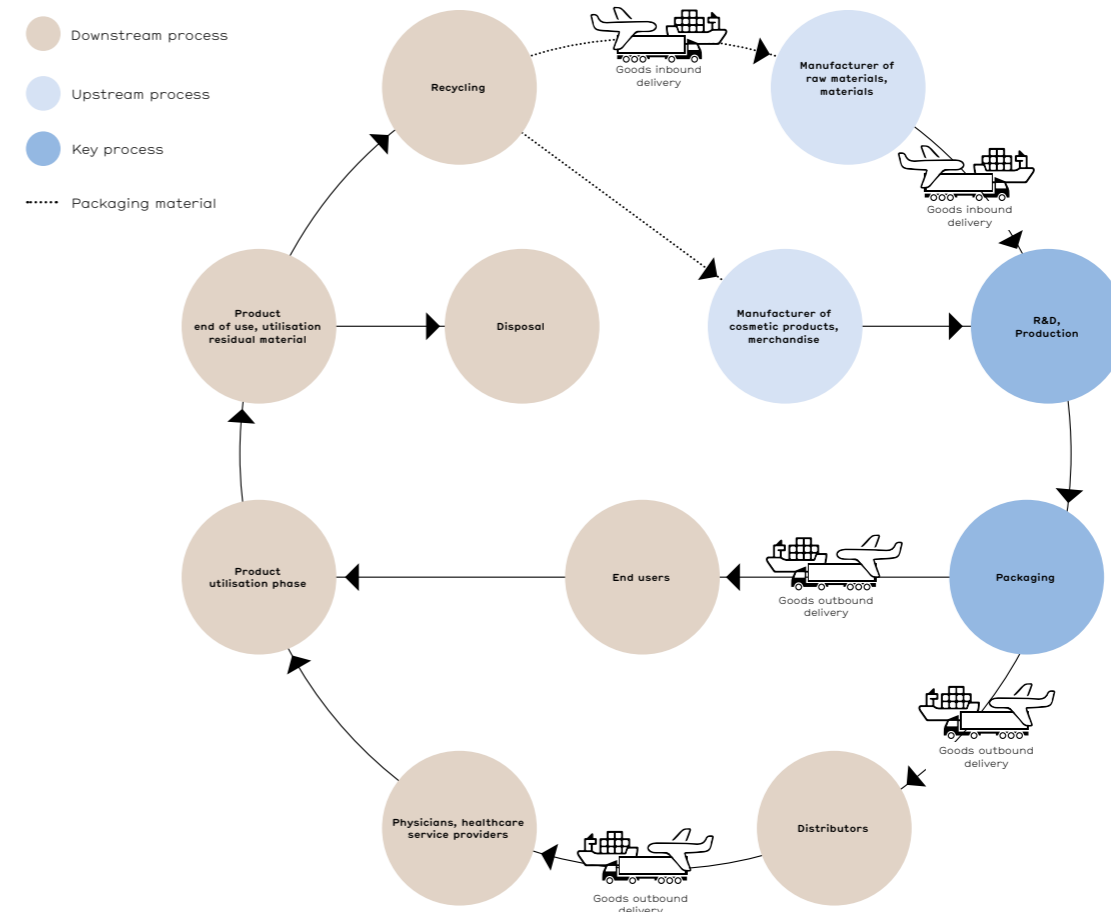 Downstream process
Upstream process
Key process
Packaging material
Recycling
Goods inbound
delivery
Manufacturer of
raw materials,
materials
Goods inbound
delivery
Product
end of use, utilisation
residual material
Disposal
Manufacturer of
cosmetic products,
merchandise
R&D,
Production
Product
utilisation phase
End users
Goods outbound
delivery
Packaging
Goods outbound
delivery
Physicians, healthcare
service providers
Goods outbound
delivery
Distributors